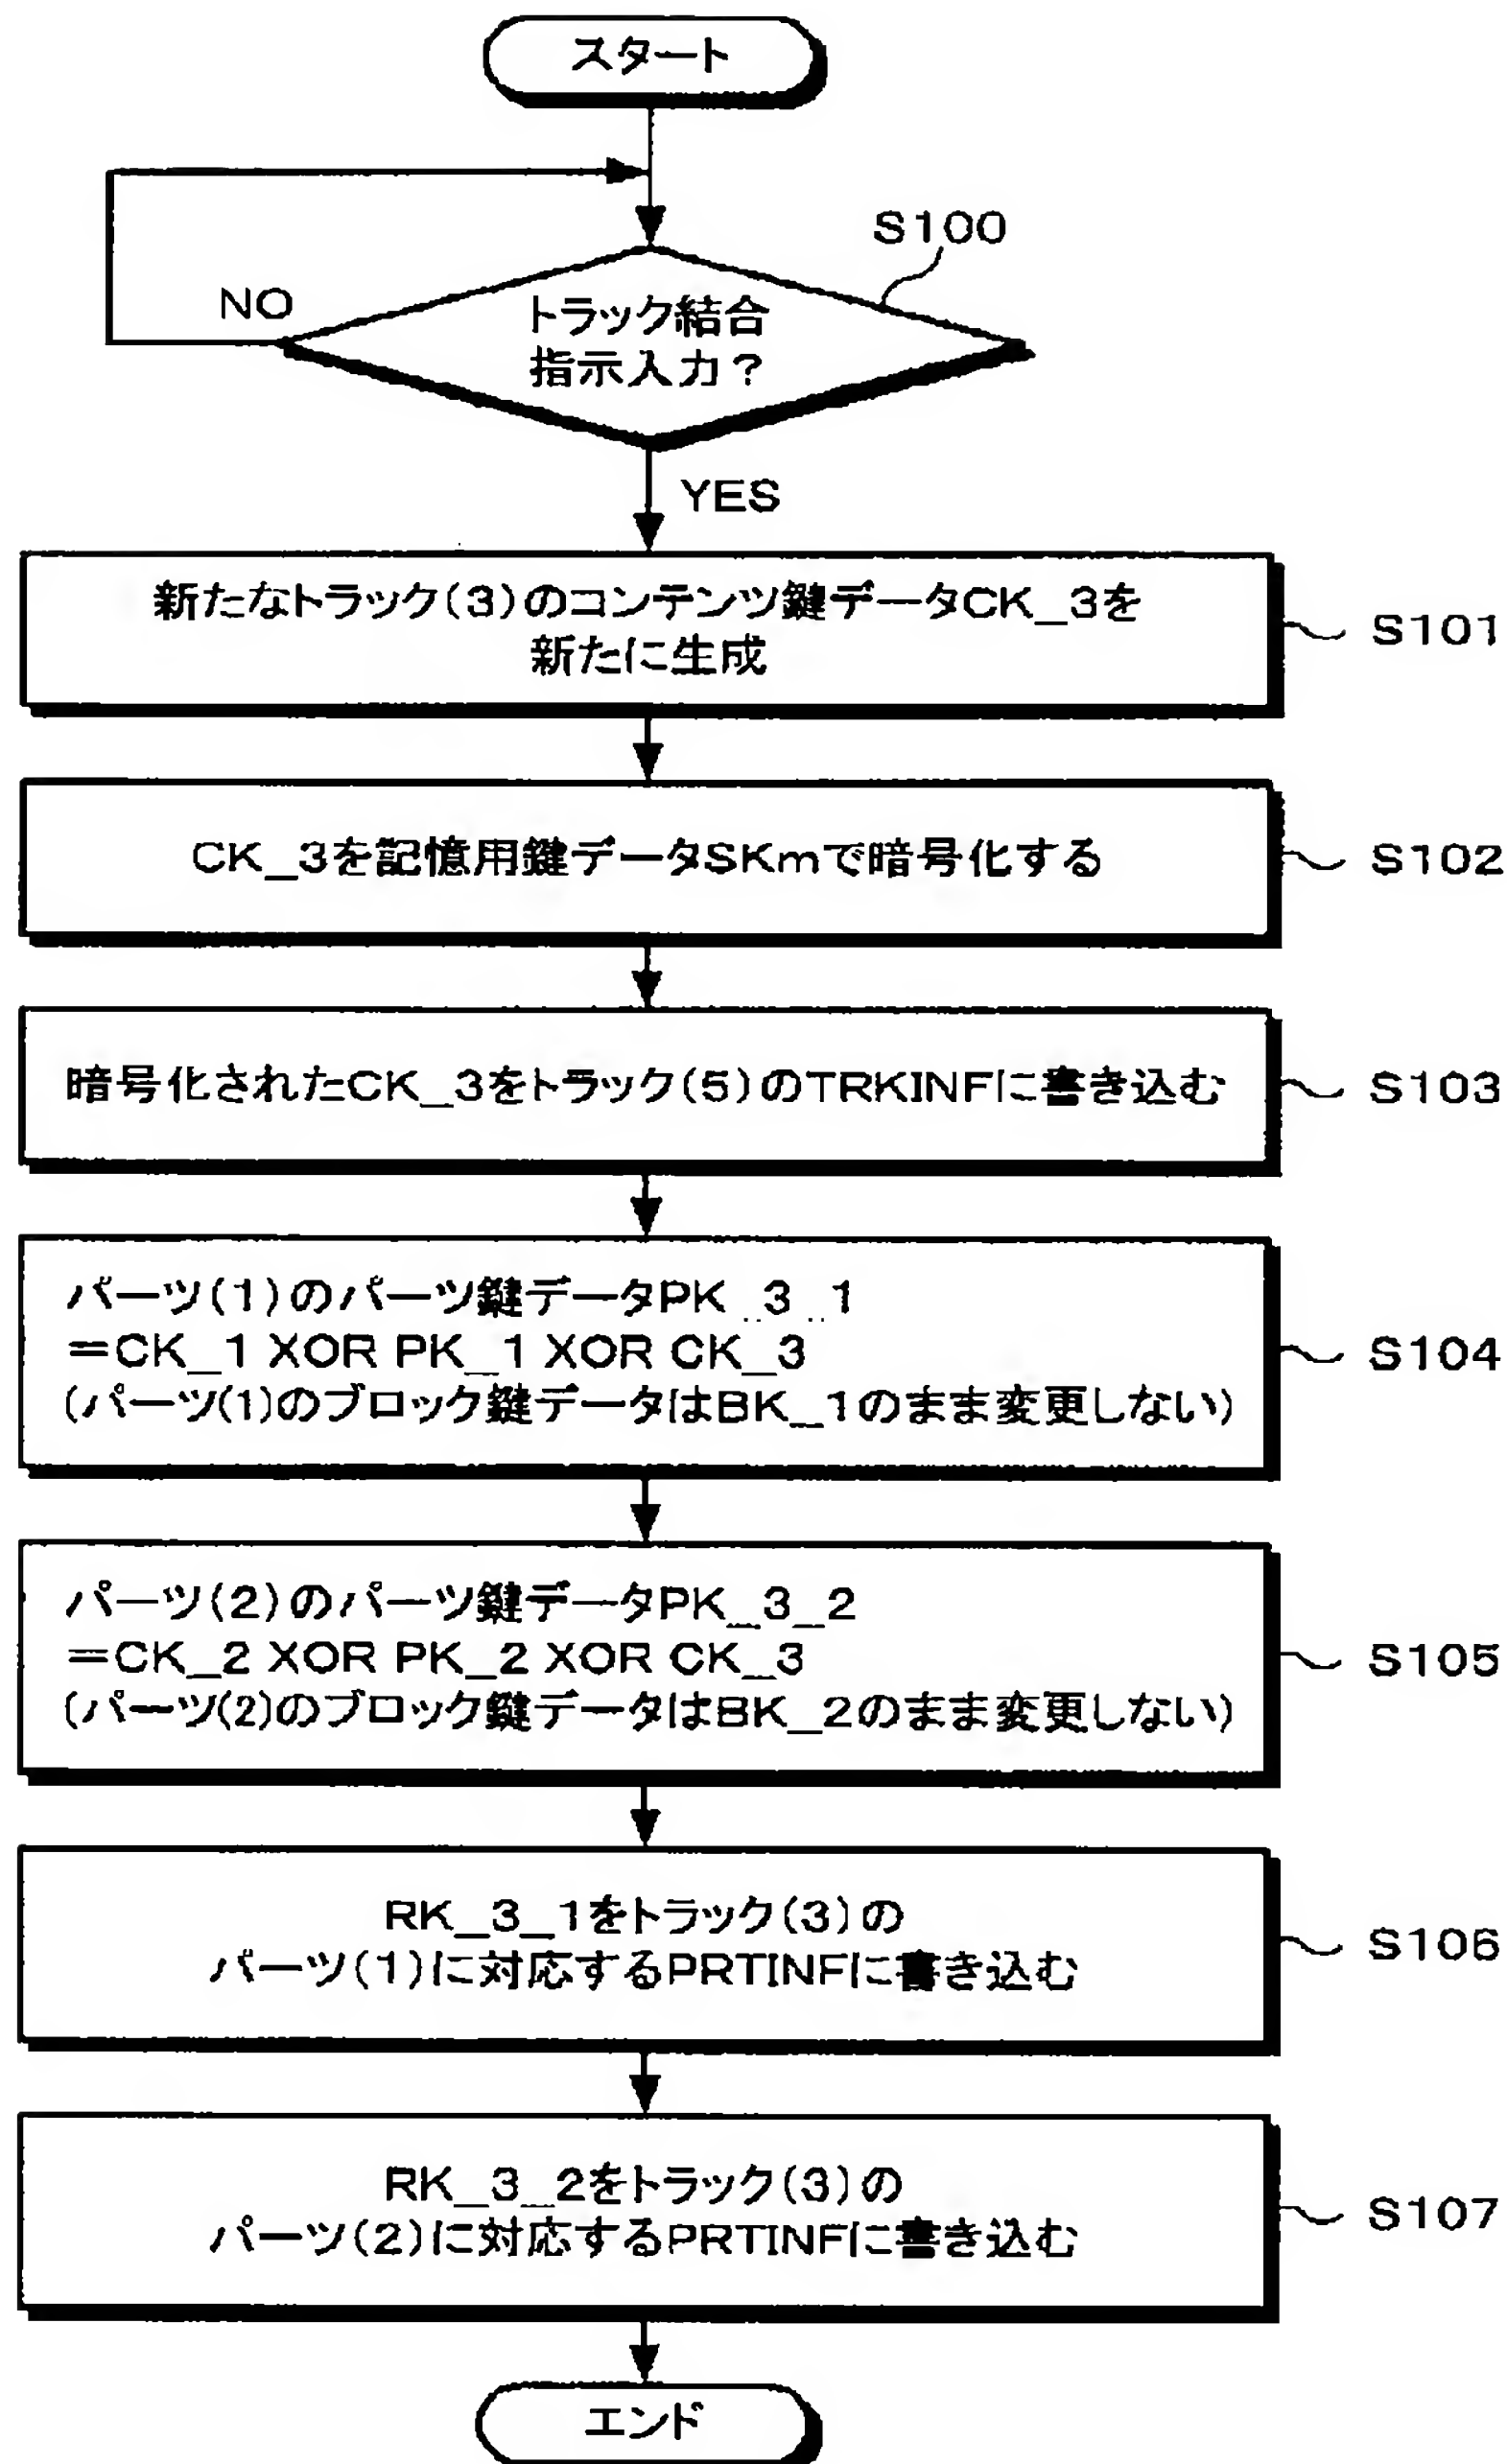 スタート
S100
NO
トラック結合
指示入力?
YES
新たなトラック(3)のコンテンツ鍵データCK_3を
新たに生成
S101
CK_3を記憶用鍵データSKmで暗号化する
S102
暗号化されたCK_3をトラック(5)のTRKINFに書き込む
S103
パーツ(1)のパーツ鍵データPK_3_1
=CK_1 XOR PK_1 XOR CK_3
(パーツ(1)のブロック鍵データはBK_1のまま変更しない)
S104
パーツ(2)のパーツ鍵データPK_3_2
=CK_2 XOR PK_2 XOR CK_3
(パーツ(2)のブロック鍵データはBK_2のまま変更しない)
S105
RK_3_1をトラック(3)の
パーツ(1)に対応するPRTINFに書き込む
S106
RK_3_2をトラック(3)の
パーツ(2)に対応するPRTINFに書き込む
S107
エンド